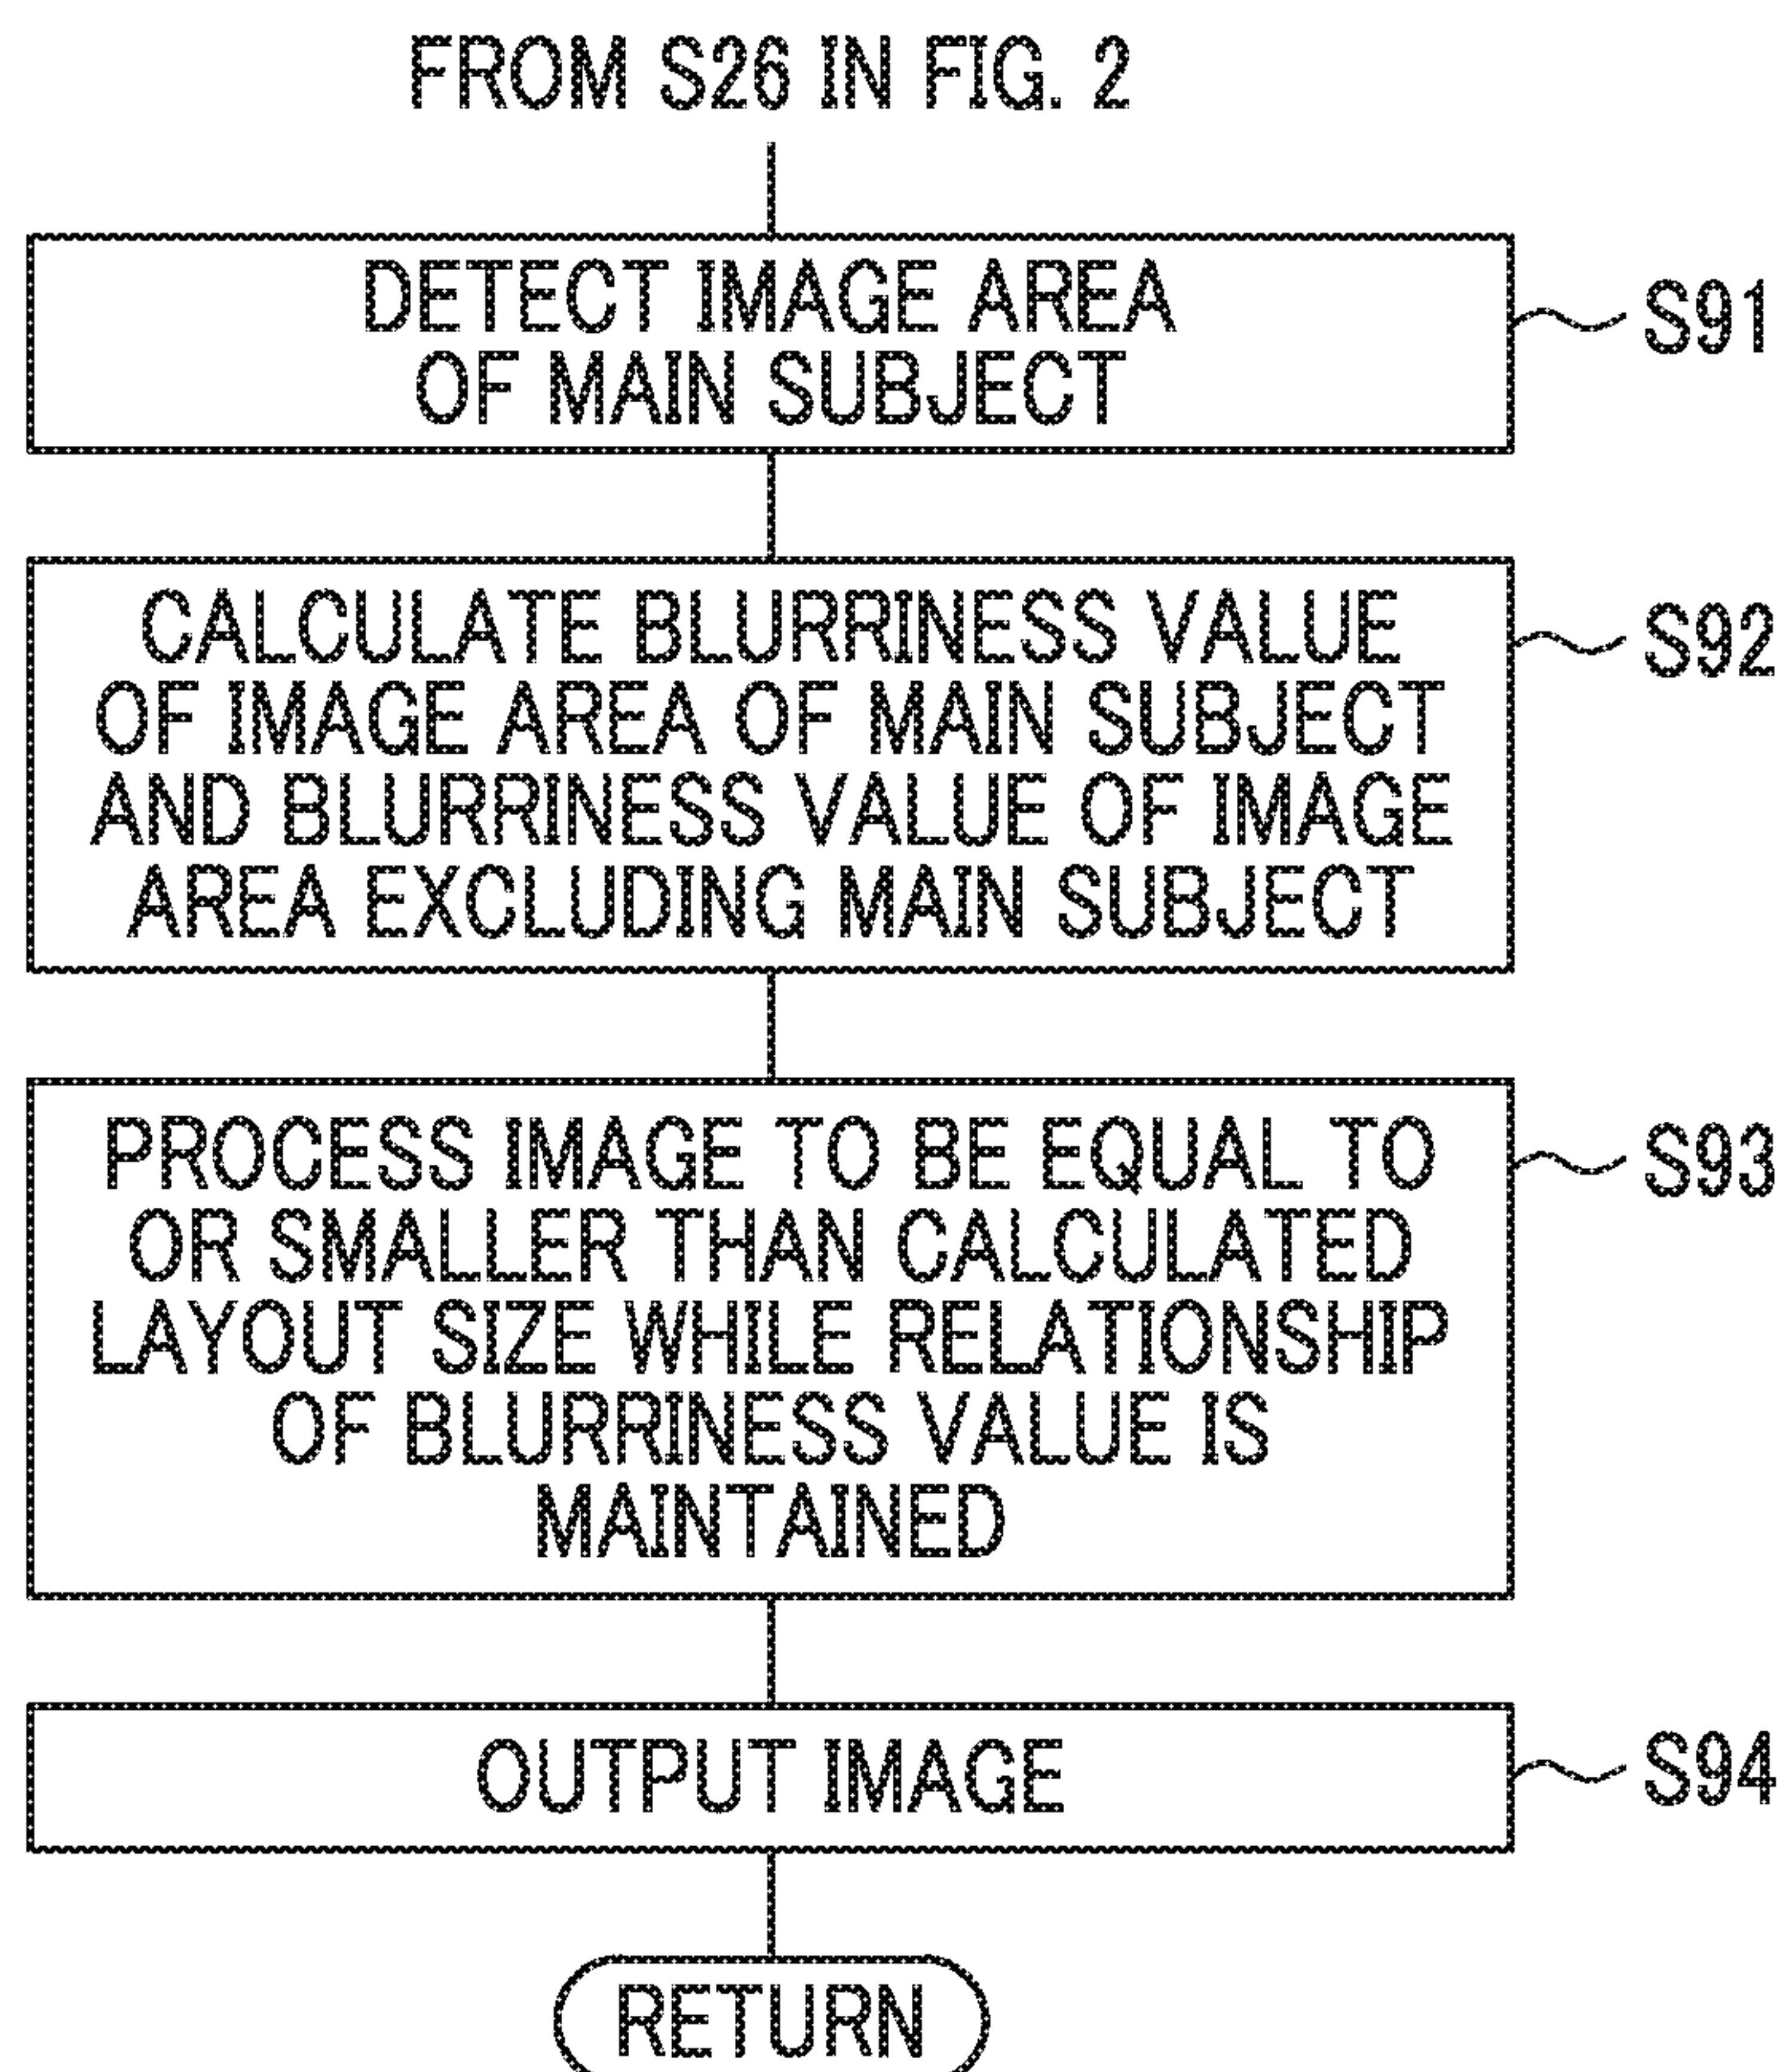 FROM S26 IN FIG. 2
DETECT IMAGE AREA
OF MAIN SUBJECT
S91
CALCULATE BLURRINESS VALUE
OF IMAGE AREA OF MAIN SUBJECT
AND BLURRINESS VALUE OF IMAGE
AREA EXCLUDING MAIN SUBJECT
S92
PROCESS IMAGE TO BE EQUAL TO
OR SMALLER THAN CALCULATED
LAYOUT SIZE WHILE RELATIONSHIP
OF BLURRINESS VALUE IS
MAINTAINED
S93
OUTPUT IMAGE
S94
RETURN